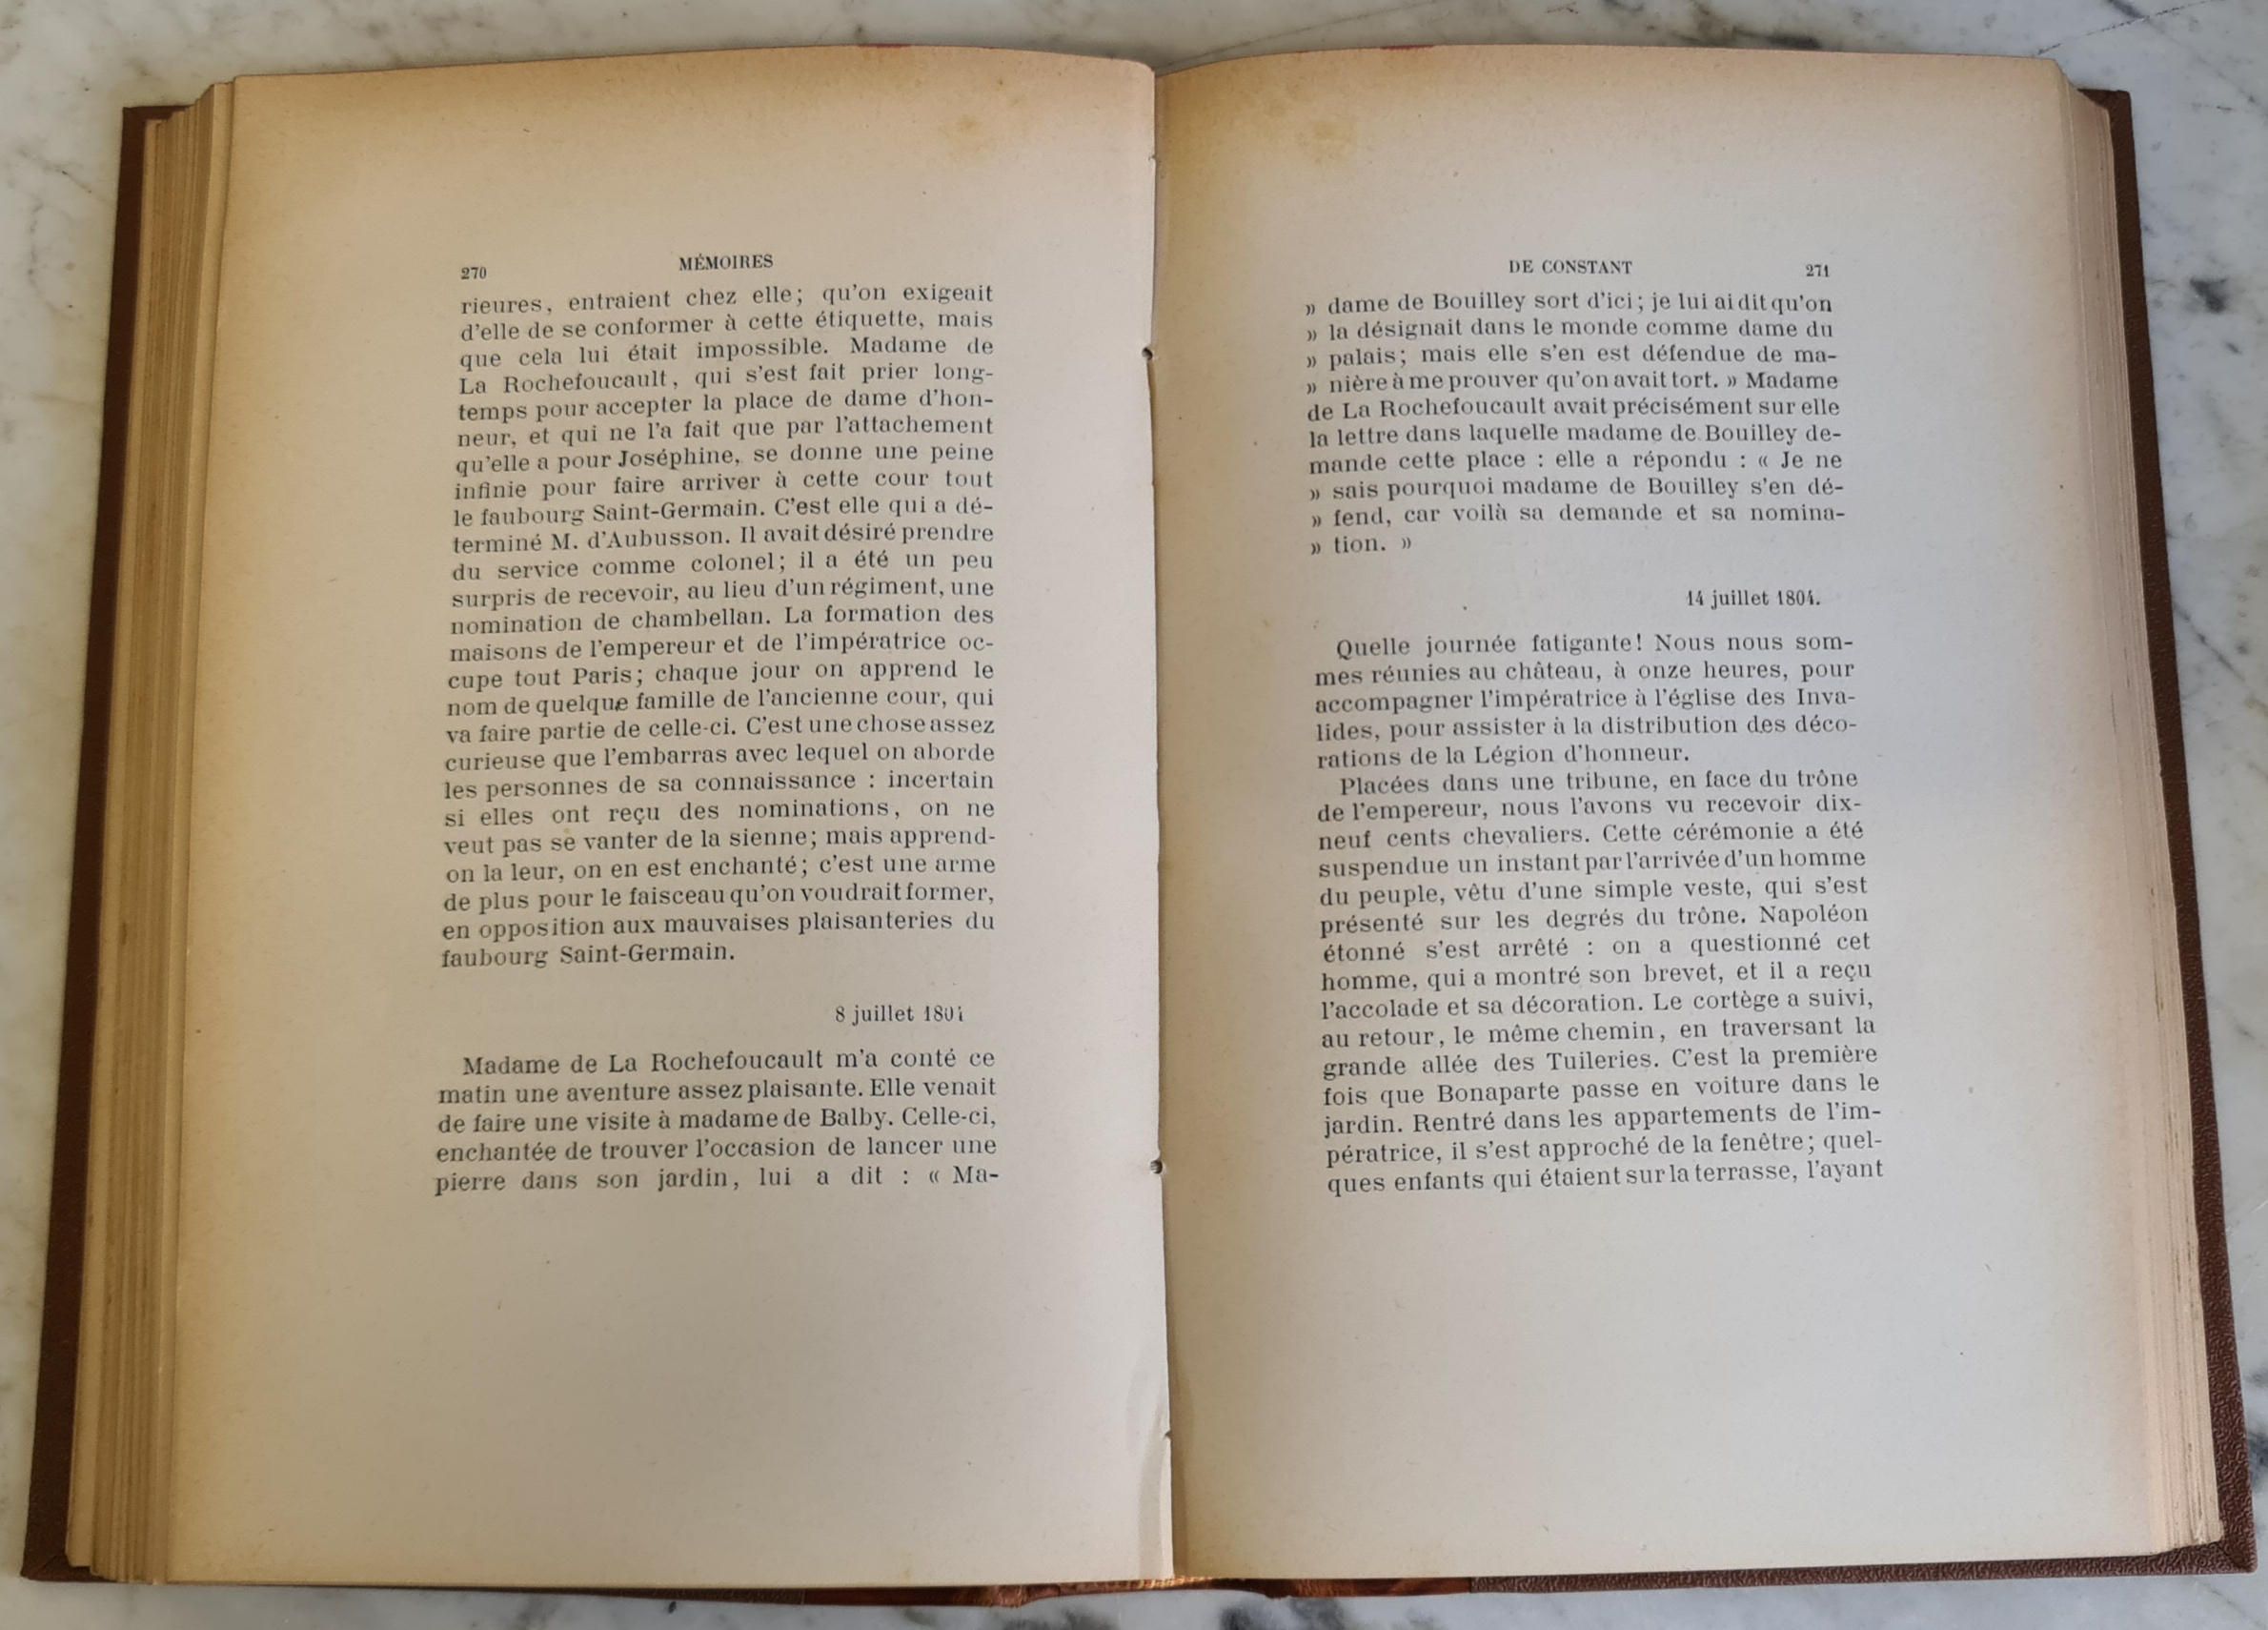 270
MÉMOIRES
rieures, entraient chez elle; qu'on exigeait
d'elle de se conformer à cette étiquette, mais
que cela lui était impossible. Madame de
La Rochefoucault, qui s'est fait prier long-
temps pour accepter la place de dame d'hon-
neur, et qui ne l'a fait que par l'attachement
qu'elle a pour Joséphine, se donne une peine
infinie pour faire arriver à cette cour tout
le faubourg Saint-Germain. C'est elle qui a dé-
terminé M. d'Aubusson. Il avait désiré prendre
du service comme colonel; il a été un peu
surpris de recevoir, au lieu d'un régiment, une
nomination de chambellan. La formation des
maisons de l'empereur et de l'impératrice oc-
cupe tout Paris; chaque jour on apprend le
nom de quelque famille de l'ancienne cour, qui
va faire partie de celle-ci. C'est une chose assez
curieuse que l'embarras avec lequel on aborde
les personnes de sa connaissance : incertain
si elles ont reçu des nominations, on ne
veut pas se vanter de la sienne; mais apprend-
on la leur, on en est enchanté; c'est une arme
de plus pour le faisceau qu'on voudrait former,
en opposition aux mauvaises plaisanteries du
faubourg Saint-Germain.
8 juillet 1804
Madame de La Rochefoucault m'a conté ce
matin une aventure assez plaisante. Elle venait
de faire une visite à madame de Balby. Celle-ci,
enchantée de trouver l'occasion de lancer une
pierre dans son jardin, lui a dit : « Ma-
DE CONSTANT
271
» dame de Bouilley sort d'ici; je lui ai dit qu'on
» la désignait dans le monde comme dame du
» palais; mais elle s'en est défendue de ma-
» nière à me prouver qu'on avait tort. » Madame
de La Rochefoucault avait précisément sur elle
la lettre dans laquelle madame de Bouilley de-
mande cette place : elle a répondu : « Je ne
» sais pourquoi madame de Bouilley s'en dé-
» fend, car voilà sa demande et sa nomina-
» tion. »
14 juillet 1804.
Quelle journée fatigante! Nous nous som-
mes réunies au château, à onze heures, pour
accompagner l'impératrice à l'église des Inva-
lides, pour assister à la distribution des déco-
rations de la Légion d'honneur.
Placées dans une tribune, en face du trône
de l'empereur, nous l'avons vu recevoir dix-
neuf cents chevaliers. Cette cérémonie a été
suspendue un instant par l'arrivée d'un homme
du peuple, vêtu d'une simple veste, qui s'est
présenté sur les degrés du trône. Napoléon
étonné s'est arrêté : on a questionné cet
homme, qui a montré son brevet, et il a reçu
l'accolade et sa décoration. Le cortège a suivi,
au retour, le même chemin, en traversant la
grande allée des Tuileries. C'est la première
fois que Bonaparte passe en voiture dans le
jardin. Rentré dans les appartements de l'im-
pératrice, il s'est approché de la fenêtre; quel-
ques enfants qui étaient sur la terrasse, l'ayant